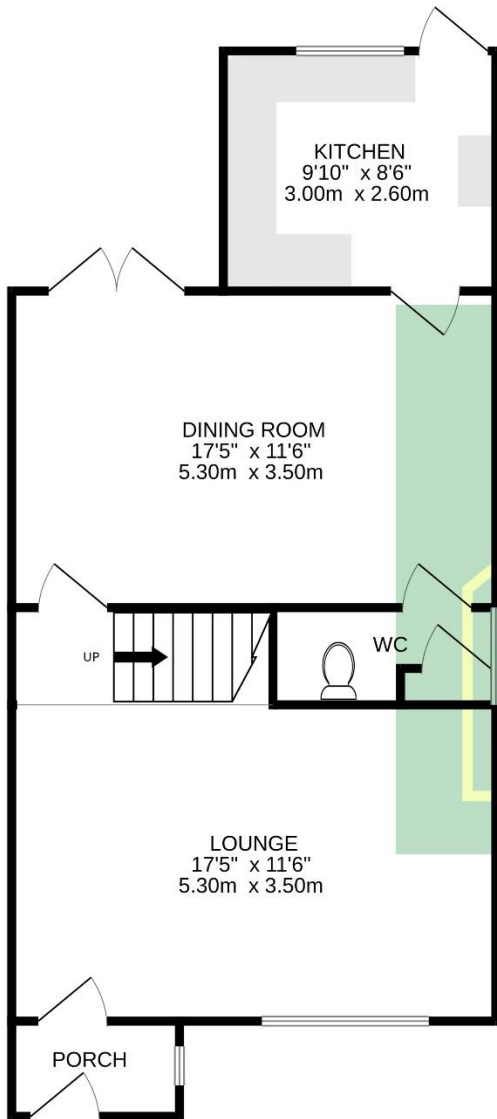 KITCHEN
9'10" x 8'6"
3.00m x 2.60m
DINING ROOM
17'5" x 11'6"
5.30m x 3.50m
UP
WC
LOUNGE
17'5" x 11'6"
5.30m x 3.50m
PORCH